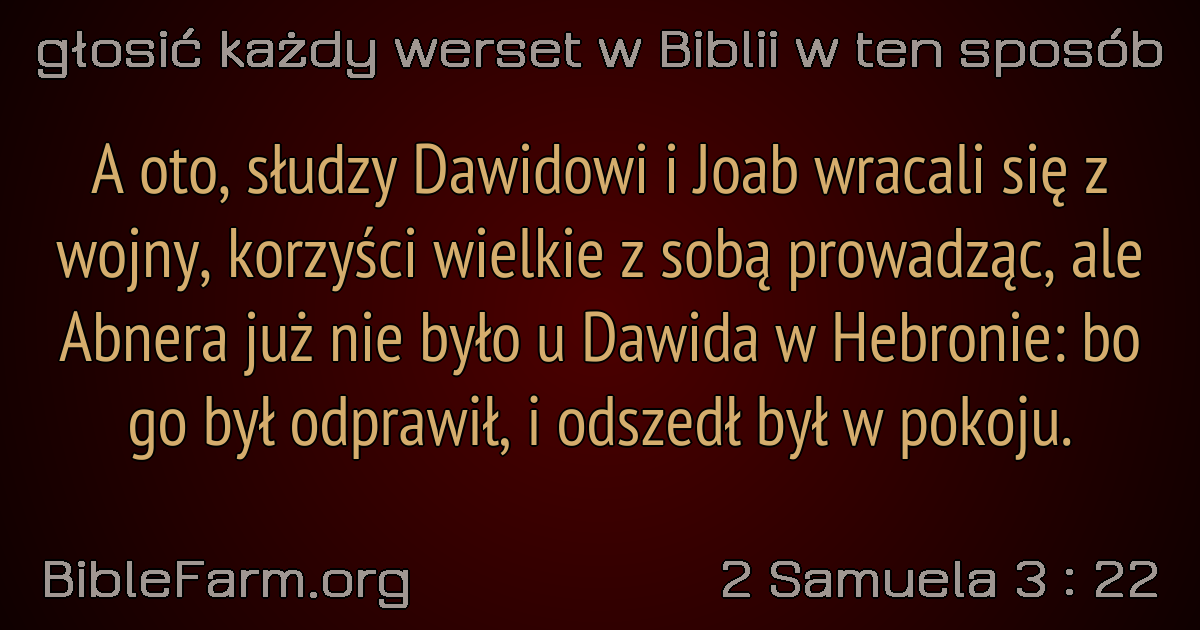 głosić każdy werset w Biblii w ten sposób
A oto, słudzy Dawidowi i Joab wracali się z
wojny, korzyści wielkie z sobą prowadząc, ale
Abnera już nie było u Dawida w Hebronie: bo
go był odprawił, i odszedł był w pokoju.
BibleFarm.org
2 Samuela 3 : 22